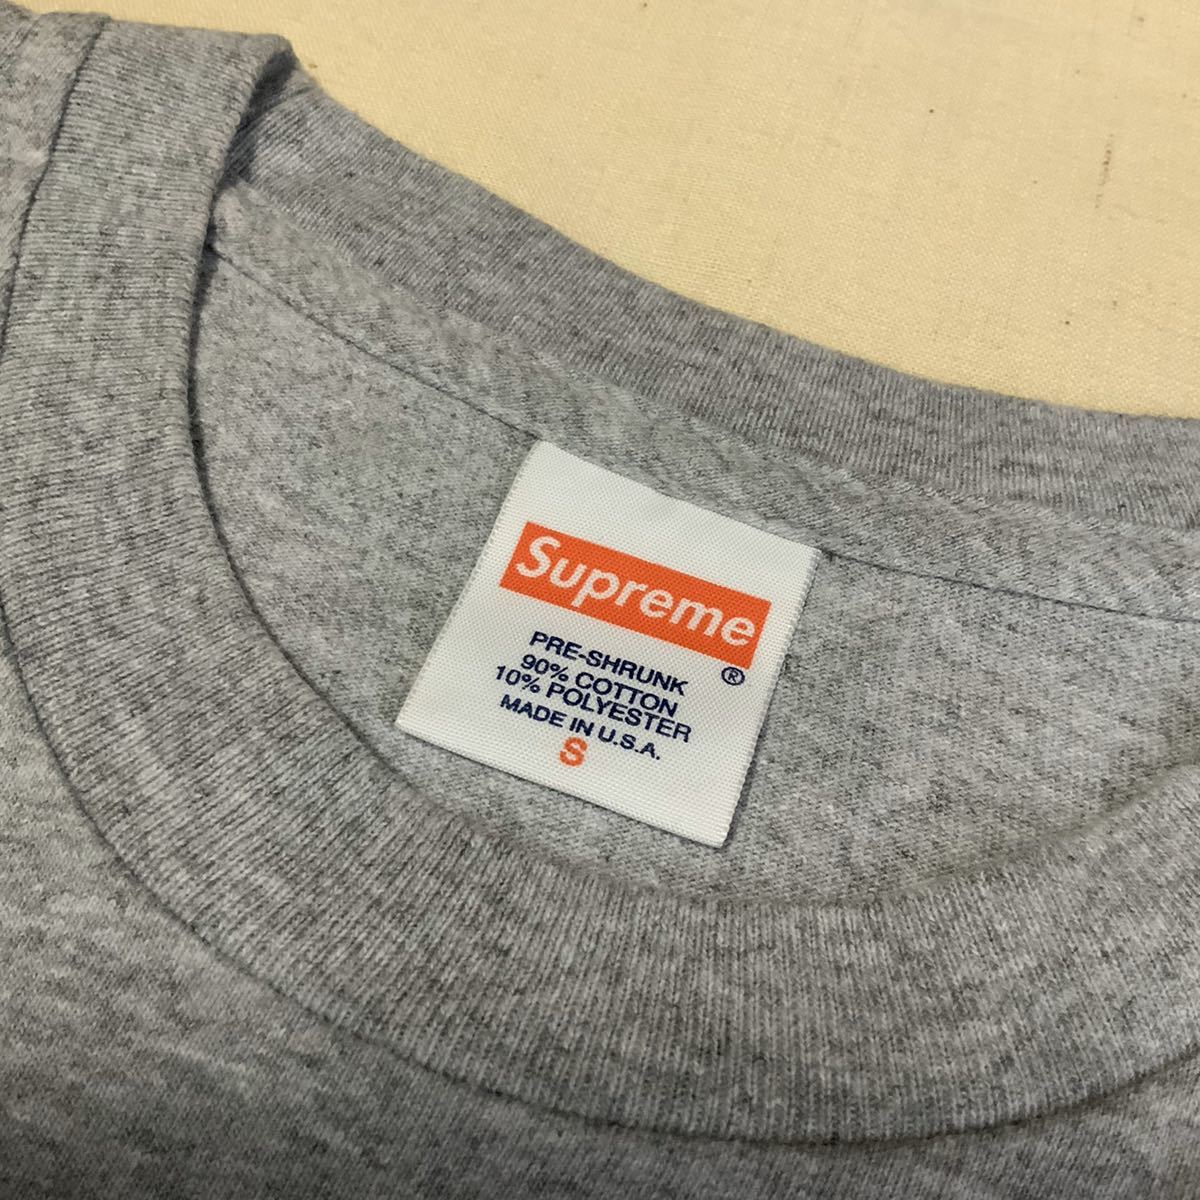 Supreme
®
PRE-SHRUNK
90% COTTON
10% POLYESTER
MADE IN U.S.A.
S